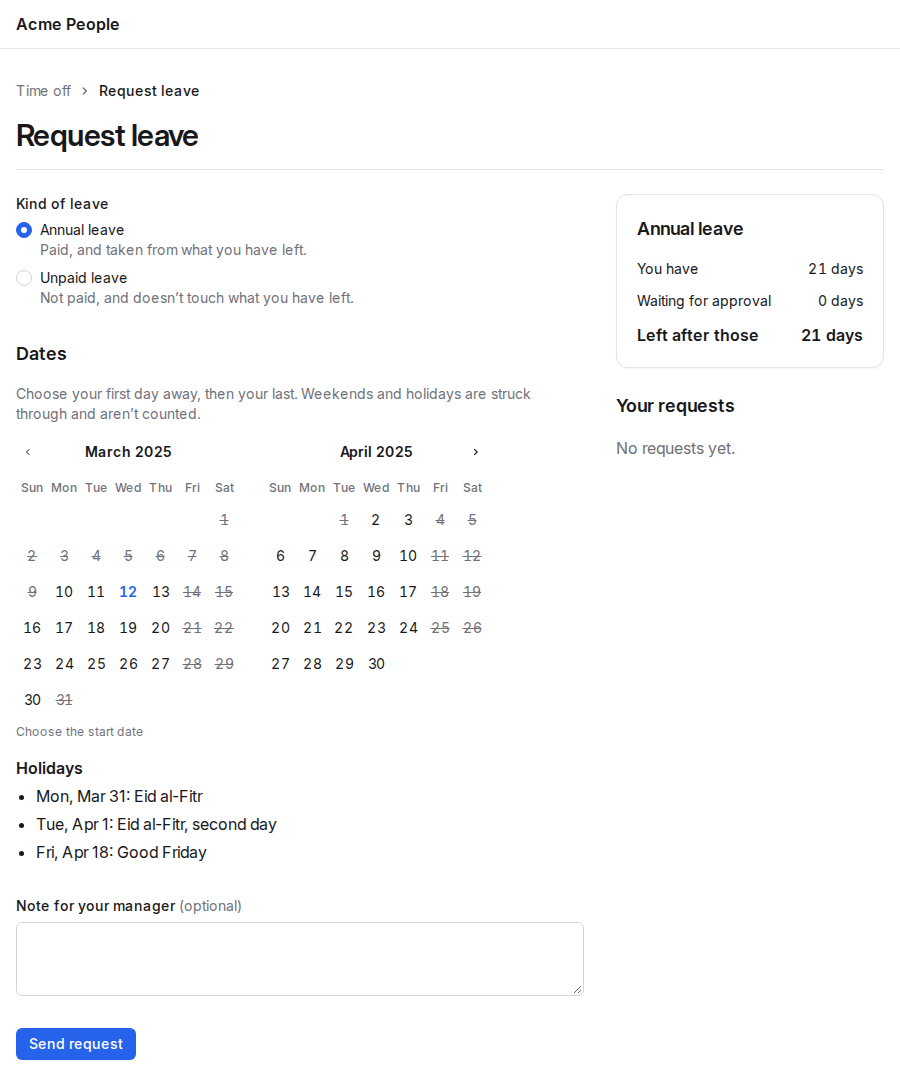 Acme People
Time off > Request leave
Request leave
Kind of leave
Annual leave
Paid, and taken from what you have left.
Unpaid leave
Not paid, and doesn’t touch what you have left.
Dates
Choose your first day away, then your last. Weekends and holidays are struck
through and aren’t counted.
March 2025
Sun Mon Tue Wed Thu Fri Sat
1
2 3 4 5 6 7 8
9 10 11 12 13 14 15
16 17 18 19 20 21 22
23 24 25 26 27 28 29
30 31
April 2025
Sun Mon Tue Wed Thu Fri Sat
1 2 3 4 5
6 7 8 9 10 11 12
13 14 15 16 17 18 19
20 21 22 23 24 25 26
27 28 29 30
Choose the start date
Holidays
• Mon, Mar 31: Eid al-Fitr
• Tue, Apr 1: Eid al-Fitr, second day
• Fri, Apr 18: Good Friday
Note for your manager (optional)
Send request
Annual leave
You have 21 days
Waiting for approval 0 days
Left after those 21 days
Your requests
No requests yet.